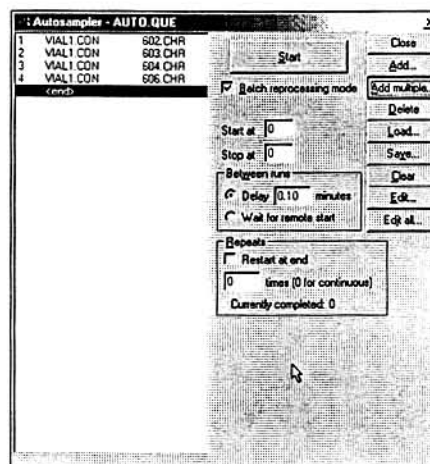 Autosampler - AUTO.QUE
1 VIAL1.CON 602.CHR
2 VIAL1.CON 603.CHR
3 VIAL1.CON 604.CHR
4 VIAL1.CON 606.CHR
<end>
Start
Batch reprocessing mode
Start at 0
Stop at 0
Between runs
Delay 0.10 minutes
Wait for remote start
Repeats
Restart at end
0 times (0 for continuous)
Currently completed: 0
Close
Add...
Add multiple...
Delete
Load...
Save...
Clear
Edit...
Edit all...